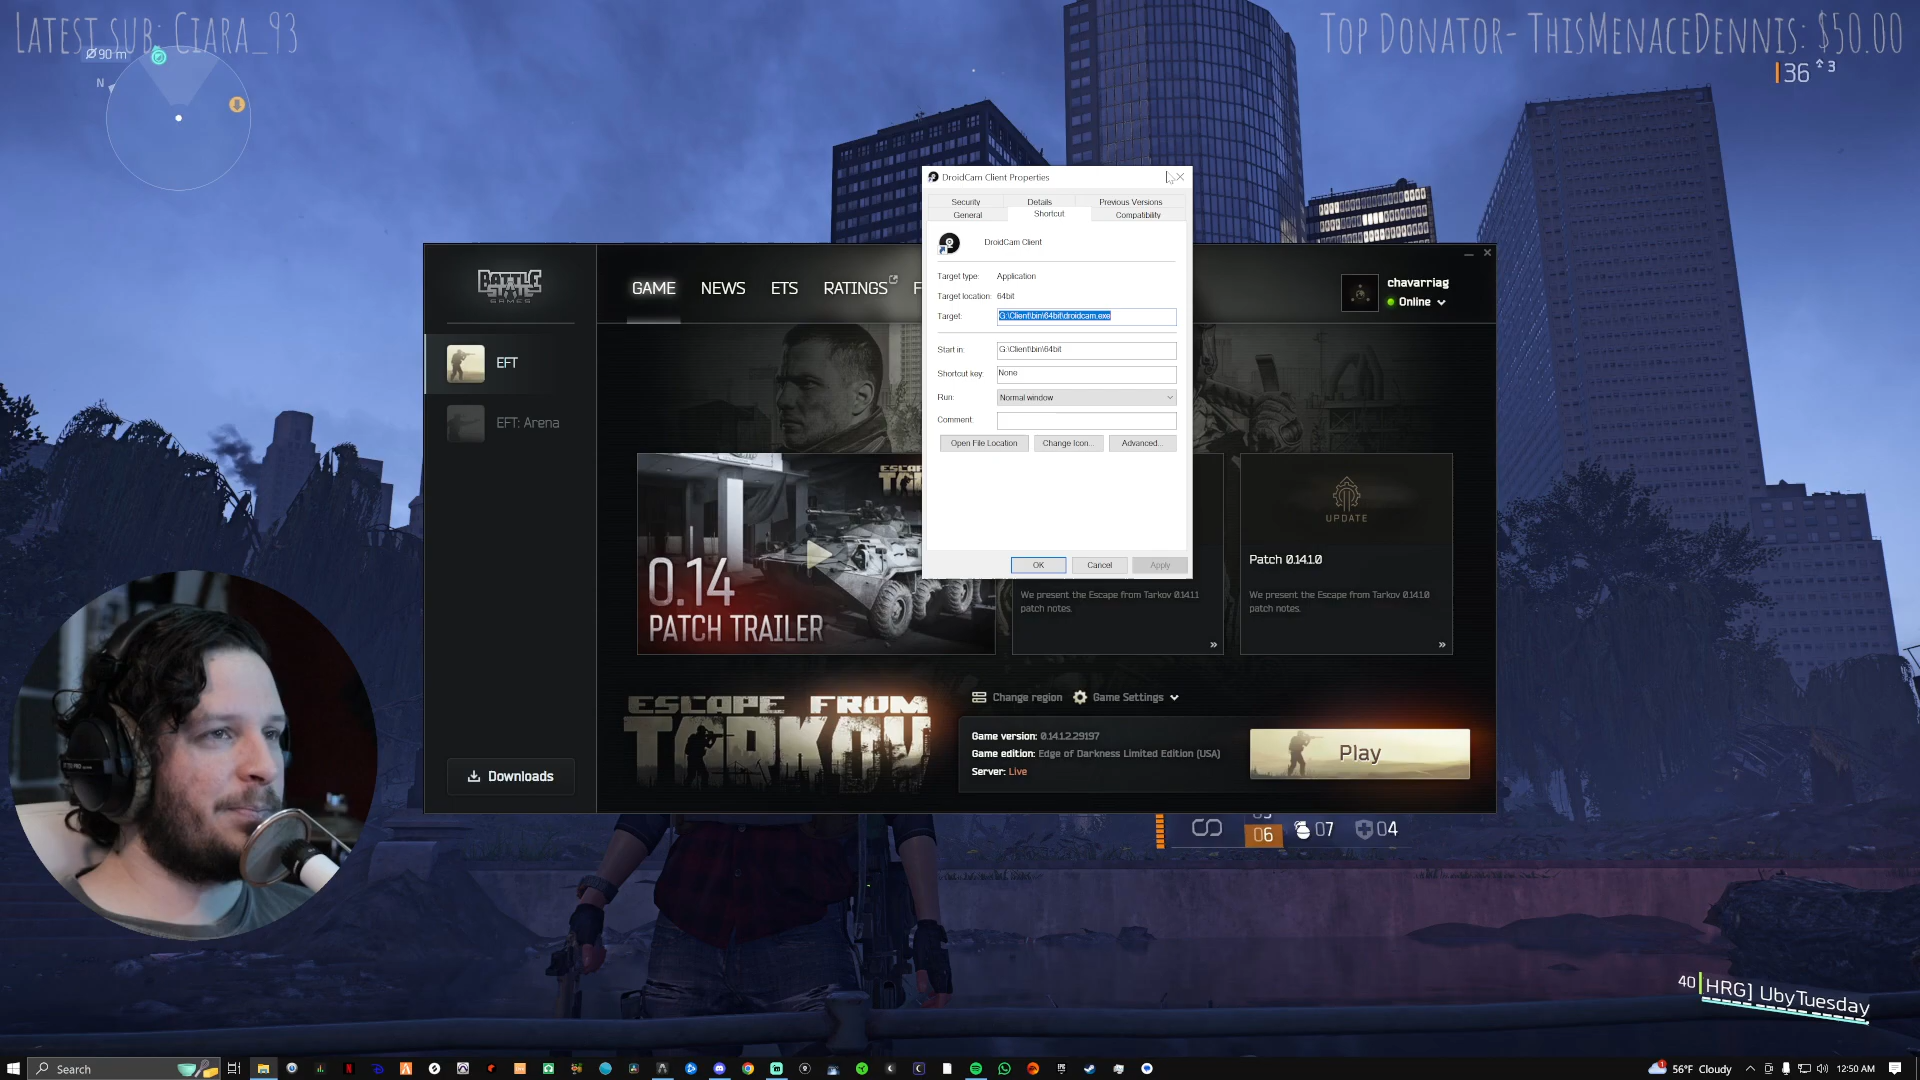 Latest sub: Ciara_93
Top Donator- ThisMenaceDennis: $50.00
Ø90 m
N
36 3
DroidCam Client Properties
Security Details Previous Versions
General Shortcut Compatibility
DroidCam Client
Target type: Application
Target location: 64bit
Target: G:\Client\bin\64bit\droidcam.exe
Start in: G:\Client\bin\64bit
Shortcut key: None
Run: Normal window
Comment:
Open File Location Change Icon... Advanced...
OK Cancel Apply
BATTLE
STATE
GAMES
GAME NEWS ETS RATINGS F
chavarriag
Online
EFT
EFT: Arena
0.14
PATCH TRAILER
UPDATE
Patch 0.14.1.0
We present the Escape from Tarkov 0.14.1.1
patch notes.
We present the Escape from Tarkov 0.14.1.0
patch notes.
ESCAPE FROM
TARKOV
Change region Game Settings
Game version: 0.14.1.2.29197
Game edition: Edge of Darkness Limited Edition (USA)
Server: Live
Play
Downloads
06 07 04
40 HRG] UbyTuesday
Search
56°F Cloudy
12:50 AM